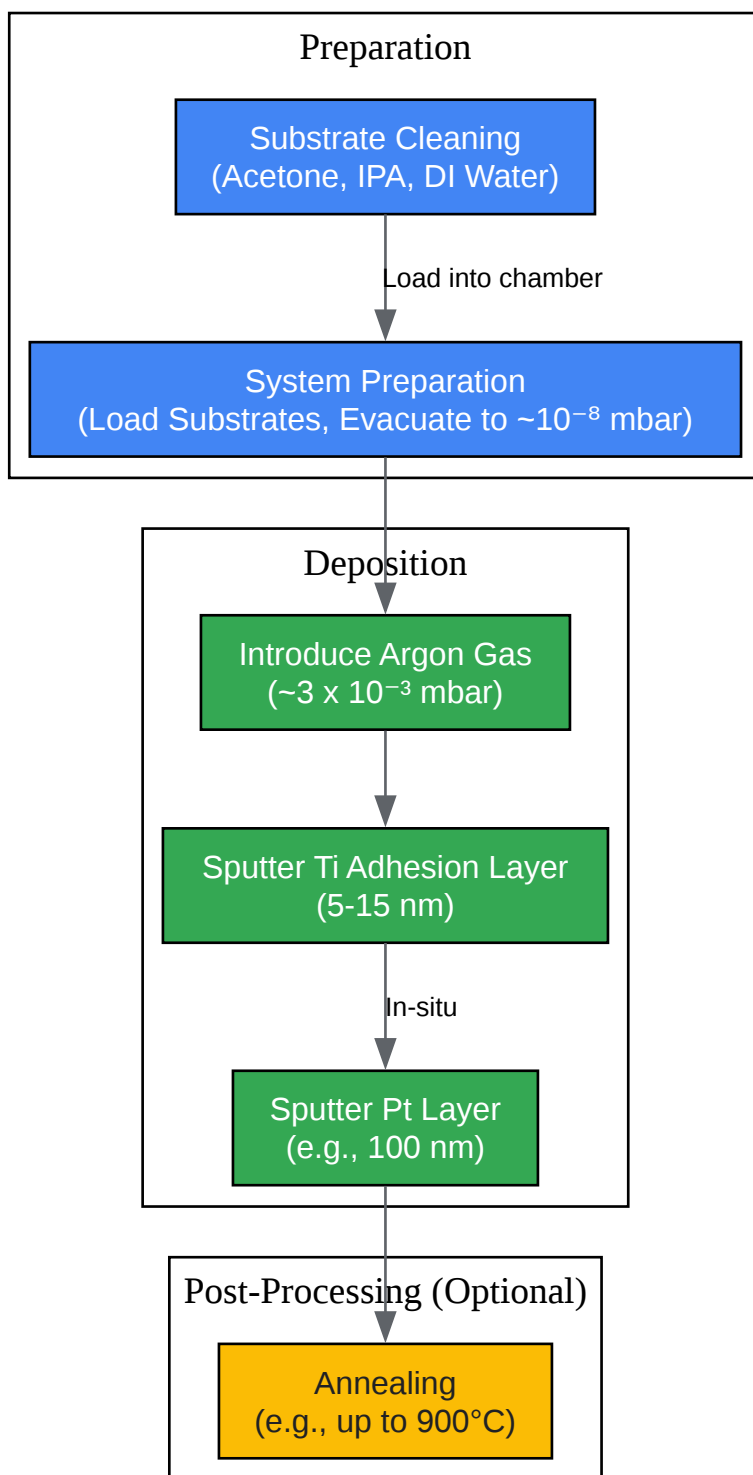 Preparation
Substrate Cleaning
(Acetone, IPA, DI Water)
Load into chamber
System Preparation
(Load Substrates, Evacuate to ~10⁻⁸ mbar)
Deposition
Introduce Argon Gas
(~3 x 10⁻³ mbar)
Sputter Ti Adhesion Layer
(5-15 nm)
In-situ
Sputter Pt Layer
(e.g., 100 nm)
Post-Processing (Optional)
Annealing
(e.g., up to 900°C)